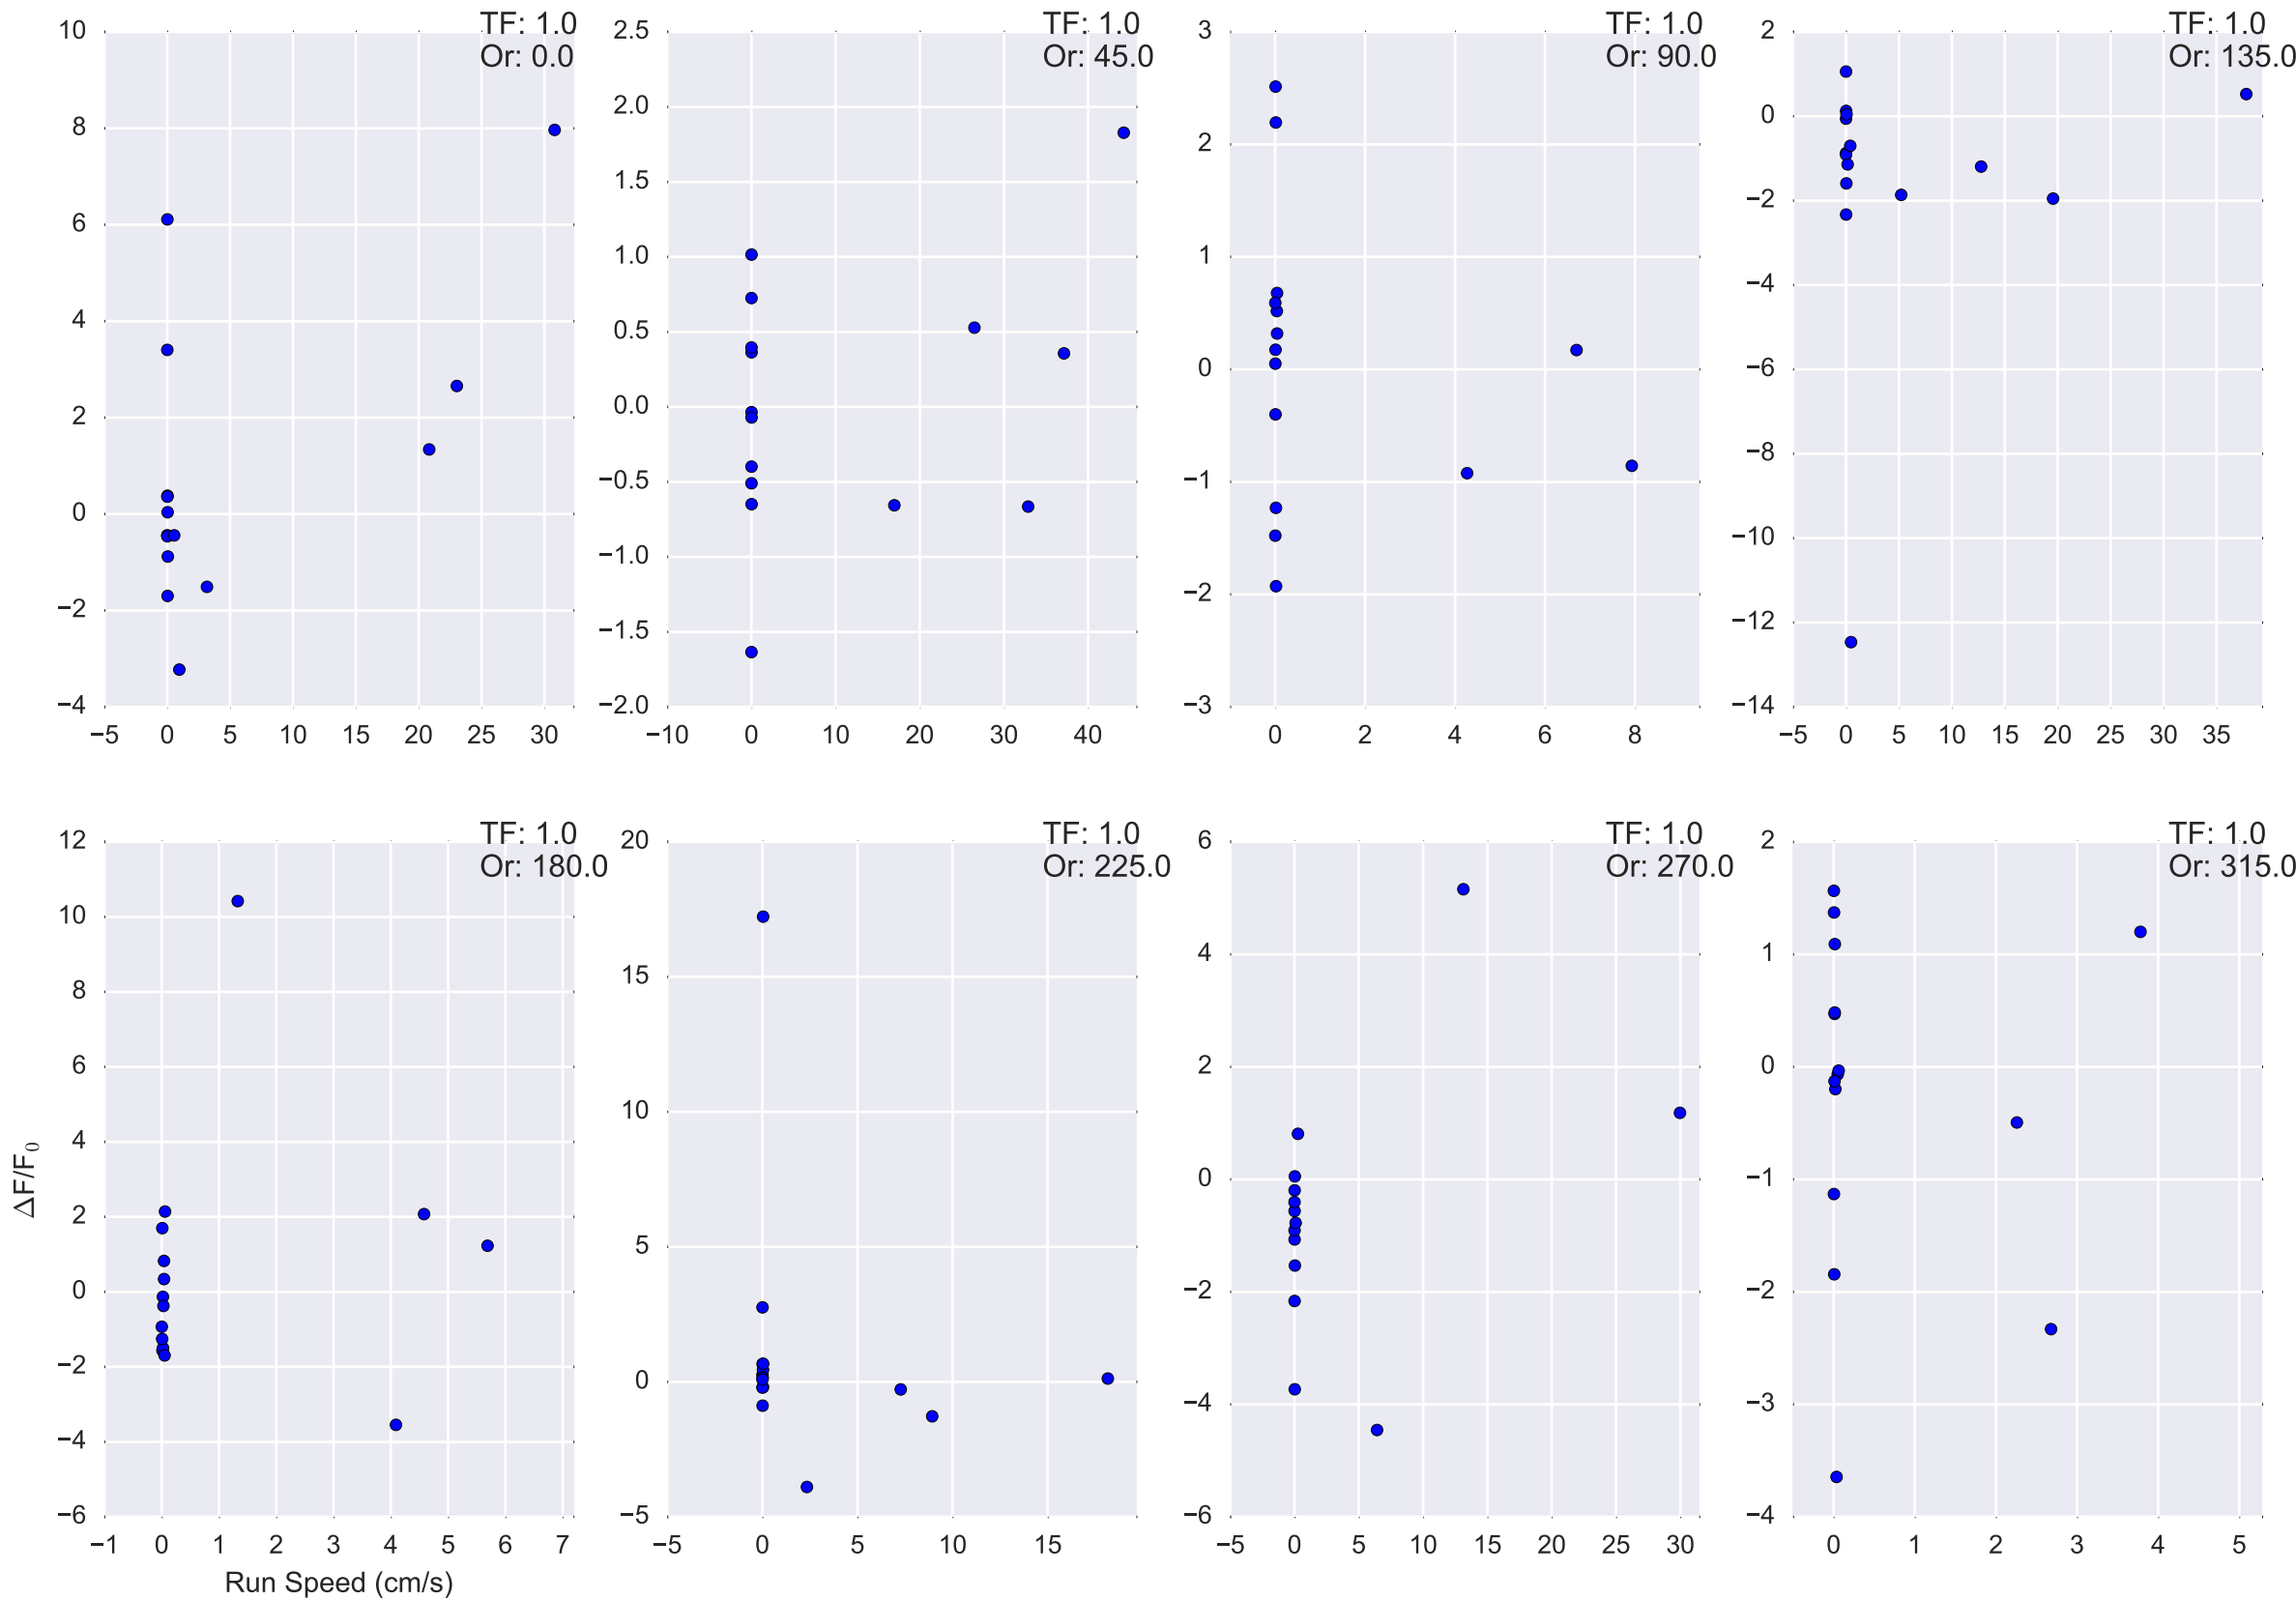 TF: 1.0
Or: 0.0
10
8
6
4
2
0
−2
−4
−5 0 5 10 15 20 25 30
TF: 1.0
Or: 45.0
2.5
2.0
1.5
1.0
0.5
0.0
−0.5
−1.0
−1.5
−2.0
−10 0 10 20 30 40
TF: 1.0
Or: 90.0
3
2
1
0
−1
−2
−3
0 2 4 6 8
TF: 1.0
Or: 135.0
2
0
−2
−4
−6
−8
−10
−12
−14
−5 0 5 10 15 20 25 30 35
TF: 1.0
Or: 180.0
12
10
8
6
4
2
0
−2
−4
−6
−1 0 1 2 3 4 5 6 7
ΔF/F₀
Run Speed (cm/s)
TF: 1.0
Or: 225.0
20
15
10
5
0
−5
−5 0 5 10 15
TF: 1.0
Or: 270.0
6
4
2
0
−2
−4
−6
−5 0 5 10 15 20 25 30
TF: 1.0
Or: 315.0
2
1
0
−1
−2
−3
−4
0 1 2 3 4 5